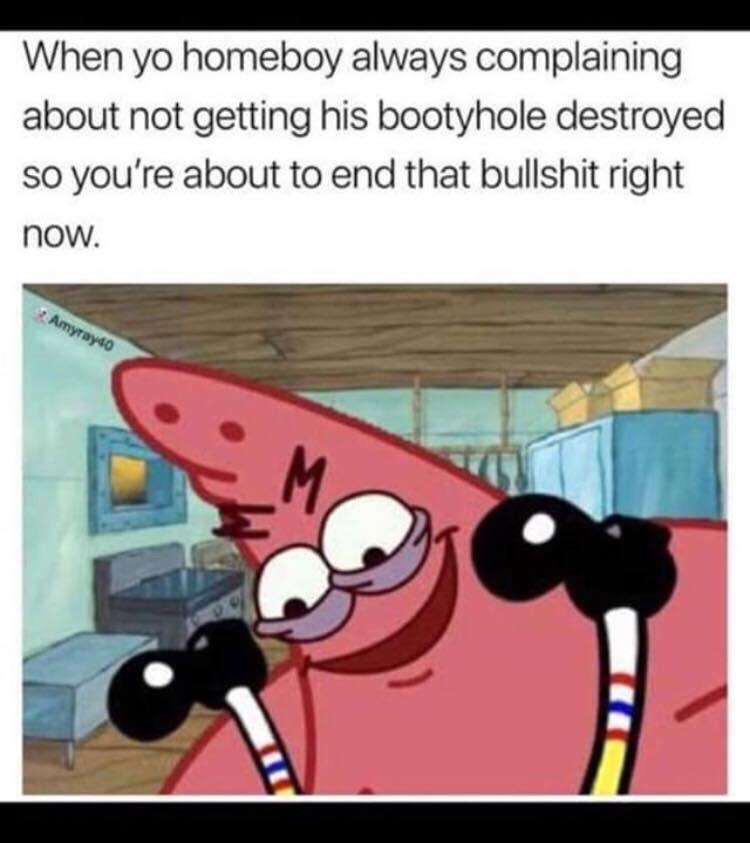 When yo homeboy always complaining
about not getting his bootyhole destroyed
so you're about to end that bullshit right
now.
Amyray40